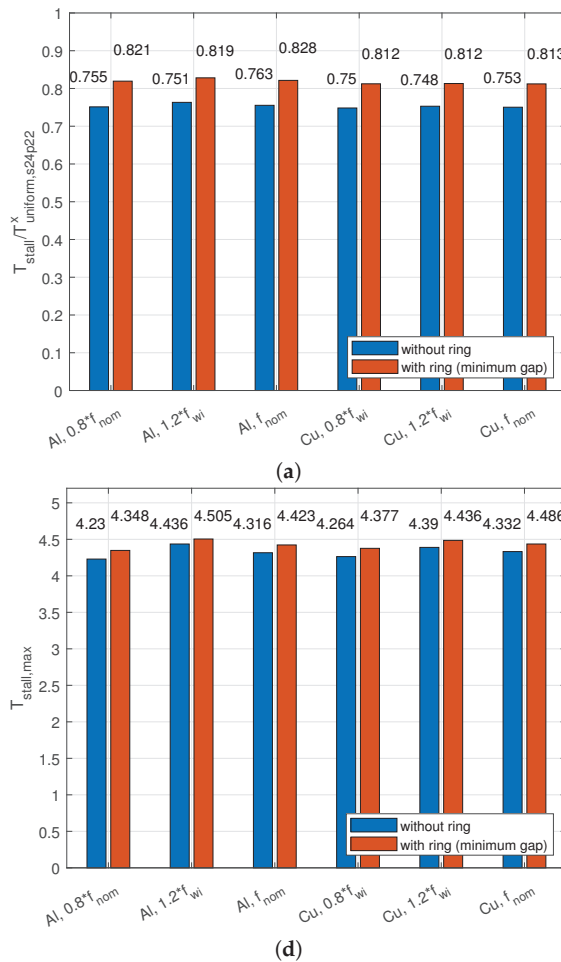 1
0.9
0.8
0.7
0.6
0.5
0.4
0.3
0.2
0.1
0
T_stall/T^x_uniform,s24p22
0.755 0.821 0.751 0.819 0.763 0.828 0.75 0.812 0.748 0.812 0.753 0.813
without ring
with ring (minimum gap)
Al, 0.8*f_nom Al, 1.2*f_wi Al, f_nom Cu, 0.8*f_wi Cu, 1.2*f_wi Cu, f_nom
(a)
5
4.5
4
3.5
3
2.5
2
1.5
1
0.5
0
T_stall,max
4.23 4.348 4.436 4.505 4.316 4.423 4.264 4.377 4.39 4.436 4.332 4.486
without ring
with ring (minimum gap)
Al, 0.8*f_nom Al, 1.2*f_wi Al, f_nom Cu, 0.8*f_wi Cu, 1.2*f_wi Cu, f_nom
(d)